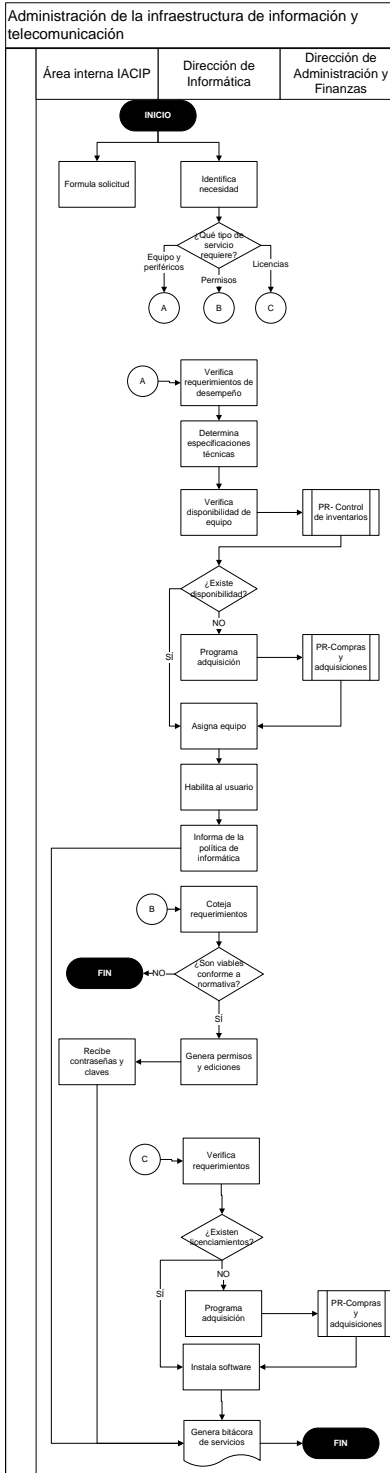 Administración de la infraestructura de información y
telecomunicación
Área interna IACIP
Dirección de
Informática
Dirección de
Administración y
Finanzas
INICIO
Formula solicitud
Identifica
necesidad
¿Qué tipo de
servicio
requiere?
Equipo y
periféricos
Permisos
Licencias
A
B
C
A
Verifica
requerimientos de
desempeño
Determina
especificaciones
técnicas
Verifica
disponibilidad de
equipo
PR- Control
de inventarios
¿Existe
disponibilidad?
NO
SÍ
Programa
adquisición
PR-Compras
y
adquisiciones
Asigna equipo
Habilita al usuario
Informa de la
política de
informática
B
Coteja
requerimientos
¿Son viables
conforme a
normativa?
NO
FIN
SÍ
Genera permisos
y ediciones
Recibe
contraseñas y
claves
C
Verifica
requerimientos
¿Existen
licenciamientos?
NO
SÍ
Programa
adquisición
PR-Compras
y
adquisiciones
Instala software
Genera bitácora
de servicios
FIN